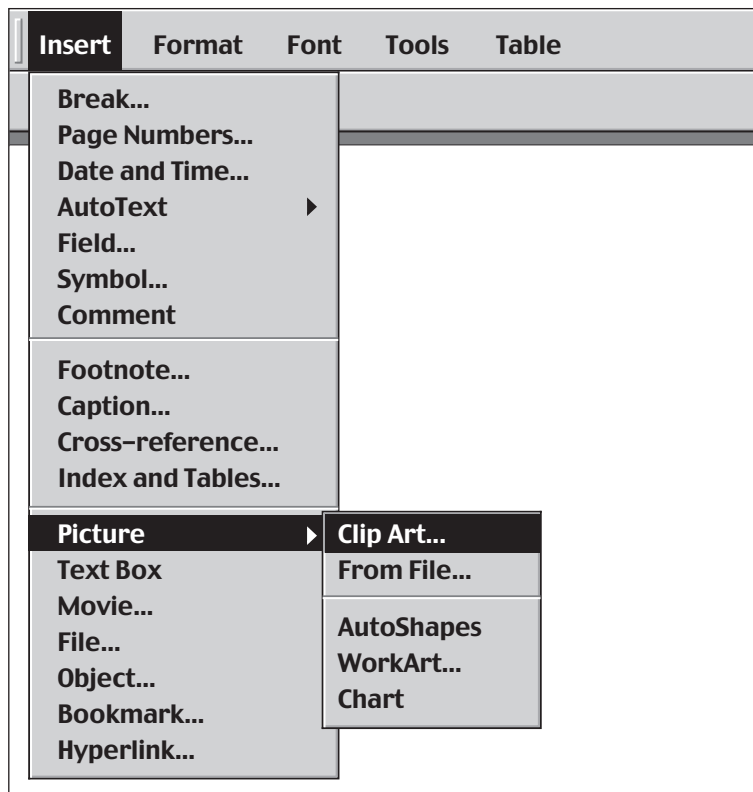 Insert Format Font Tools Table
Break...
Page Numbers...
Date and Time...
AutoText
Field...
Symbol...
Comment
Footnote...
Caption...
Cross-reference...
Index and Tables...
Picture
Text Box
Movie...
File...
Object...
Bookmark...
Hyperlink...
Clip Art...
From File...
AutoShapes
WorkArt...
Chart